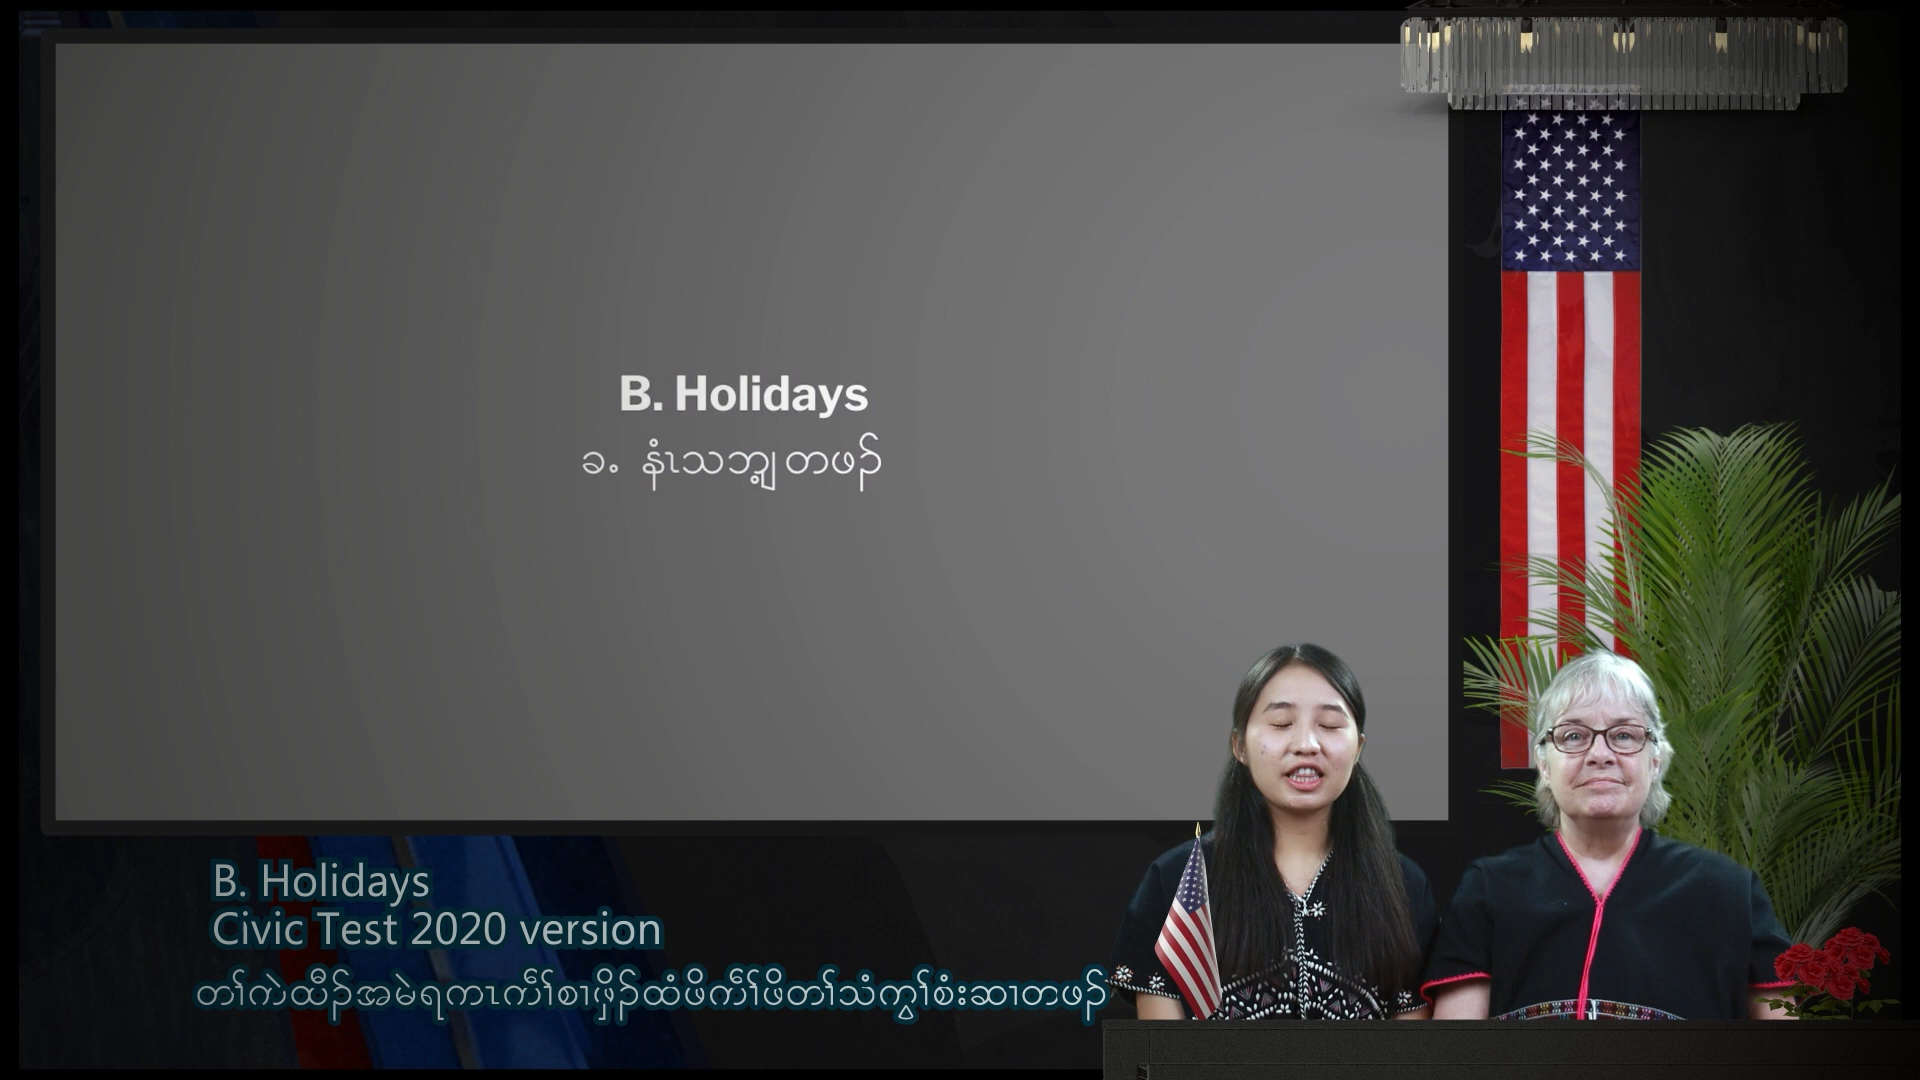 B. Holidays
ခ. နံၤသဘျ့တဖၣ်
B. Holidays
Civic Test 2020 version
တၢ်ကဲထီၣ်အမဲရကၤကီၢ်စၢဖှိၣ်ထံဖိကီၢ်ဖိတၢ်သံကွၢ်စံးဆၢတဖၣ်